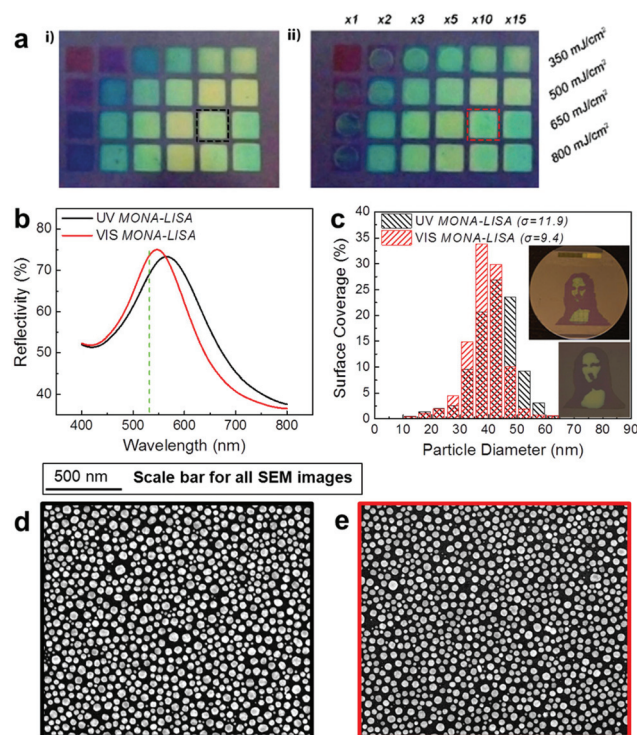 a
i)
ii)
x1 x2 x3 x5 x10 x15
350 mJ/cm²
500 mJ/cm²
650 mJ/cm²
800 mJ/cm²
b
UV MONA-LISA
VIS MONA-LISA
Reflectivity (%)
70
60
50
40
400 500 600 700 800
Wavelength (nm)
c
UV MONA-LISA (σ=11.9)
VIS MONA-LISA (σ=9.4)
Surface Coverage (%)
40
35
30
25
20
15
10
5
0
0 10 20 30 40 50 60 70 80 90
Particle Diameter (nm)
500 nm Scale bar for all SEM images
d
e